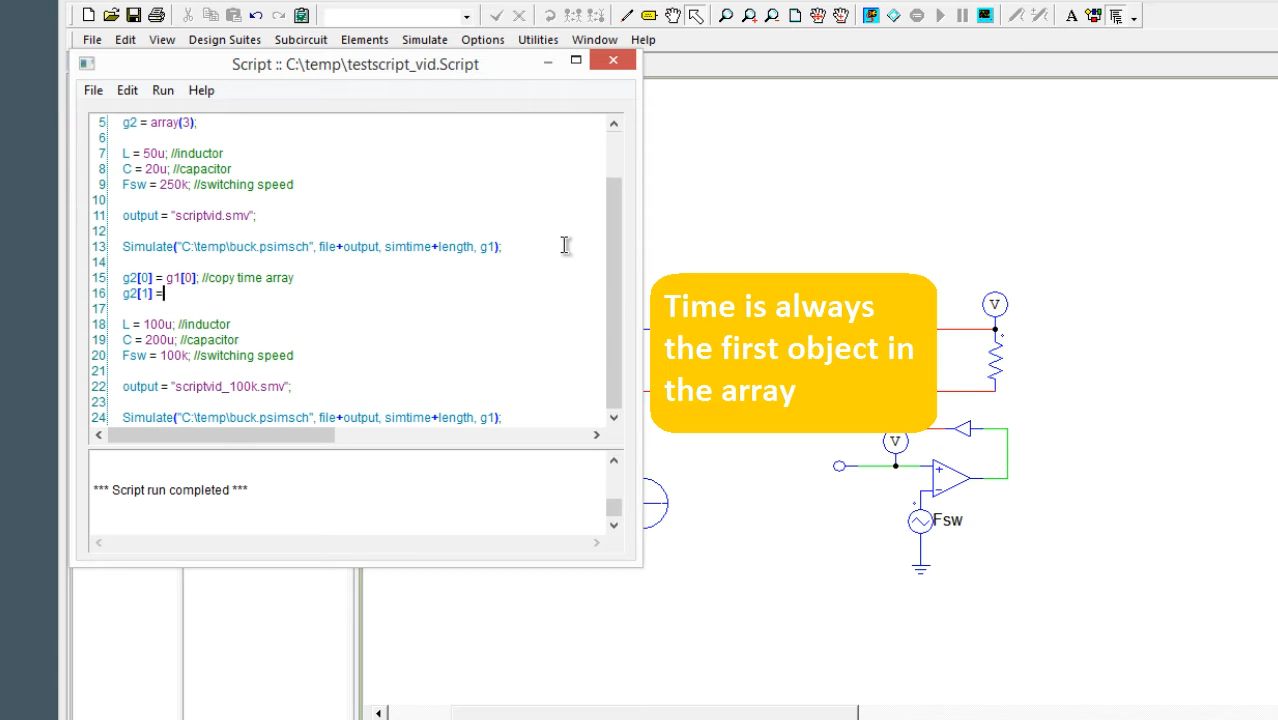 File Edit View Design Suites Subcircuit Elements Simulate Options Utilities Window Help
Script :: C:\temp\testscript_vid.Script
File Edit Run Help
5 g2 = array(3);
6
7 L = 50u; //inductor
8 C = 20u; //capacitor
9 Fsw = 250k; //switching speed
10
11 output = "scriptvid.smv";
12
13 Simulate("C:\temp\buck.psimsch", file+output, simtime+length, g1);
14
15 g2[0] = g1[0]; //copy time array
16 g2[1] =
17
18 L = 100u; //inductor
19 C = 200u; //capacitor
20 Fsw = 100k; //switching speed
21
22 output = "scriptvid_100k.smv";
23
24 Simulate("C:\temp\buck.psimsch", file+output, simtime+length, g1);
*** Script run completed ***
Time is always
the first object in
the array
V
V
Fsw
A